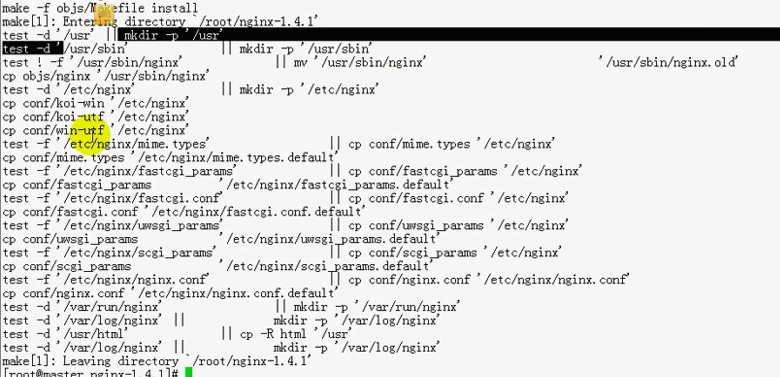 make -f objs/Makefile install
make[1]: Entering directory `/root/nginx-1.4.1'
test -d '/usr' || mkdir -p '/usr'
test -d '/usr/sbin' || mkdir -p '/usr/sbin'
test ! -f '/usr/sbin/nginx' || mv '/usr/sbin/nginx' '/usr/sbin/nginx.old'
cp objs/nginx '/usr/sbin/nginx'
test -d '/etc/nginx' || mkdir -p '/etc/nginx'
cp conf/koi-win '/etc/nginx'
cp conf/koi-utf '/etc/nginx'
cp conf/win-utf '/etc/nginx'
test -f '/etc/nginx/mime.types' || cp conf/mime.types '/etc/nginx'
cp conf/mime.types '/etc/nginx/mime.types.default'
test -f '/etc/nginx/fastcgi_params' || cp conf/fastcgi_params '/etc/nginx'
cp conf/fastcgi_params '/etc/nginx/fastcgi_params.default'
test -f '/etc/nginx/fastcgi.conf' || cp conf/fastcgi.conf '/etc/nginx'
cp conf/fastcgi.conf '/etc/nginx/fastcgi.conf.default'
test -f '/etc/nginx/uwsgi_params' || cp conf/uwsgi_params '/etc/nginx'
cp conf/uwsgi_params '/etc/nginx/uwsgi_params.default'
test -f '/etc/nginx/scgi_params' || cp conf/scgi_params '/etc/nginx'
cp conf/scgi_params '/etc/nginx/scgi_params.default'
test -f '/etc/nginx/nginx.conf' || cp conf/nginx.conf '/etc/nginx/nginx.conf'
cp conf/nginx.conf '/etc/nginx/nginx.conf.default'
test -d '/var/run/nginx' || mkdir -p '/var/run/nginx'
test -d '/var/log/nginx' || mkdir -p '/var/log/nginx'
test -d '/usr/html' || cp -R html '/usr'
test -d '/var/log/nginx' || mkdir -p '/var/log/nginx'
make[1]: Leaving directory `/root/nginx-1.4.1'
[root@master nginx-1.4.1]#